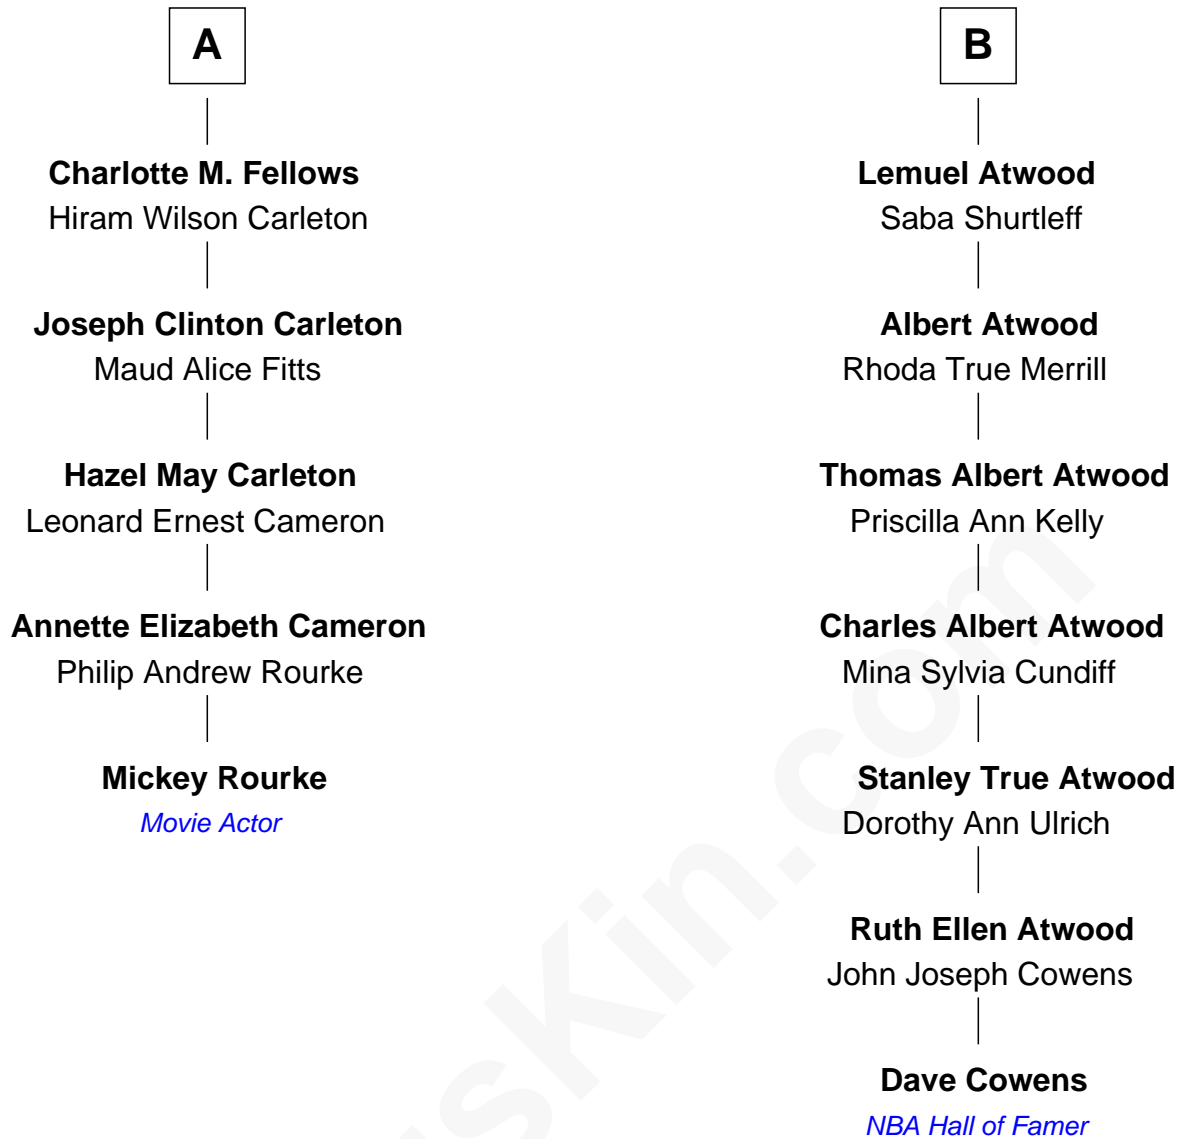 A
Charlotte M. Fellows
Hiram Wilson Carleton
Joseph Clinton Carleton
Maud Alice Fitts
Hazel May Carleton
Leonard Ernest Cameron
Annette Elizabeth Cameron
Philip Andrew Rourke
Mickey Rourke
Movie Actor
B
Lemuel Atwood
Saba Shurtleff
Albert Atwood
Rhoda True Merrill
Thomas Albert Atwood
Priscilla Ann Kelly
Charles Albert Atwood
Mina Sylvia Cundiff
Stanley True Atwood
Dorothy Ann Ulrich
Ruth Ellen Atwood
John Joseph Cowens
Dave Cowens
NBA Hall of Famer
sKin.com